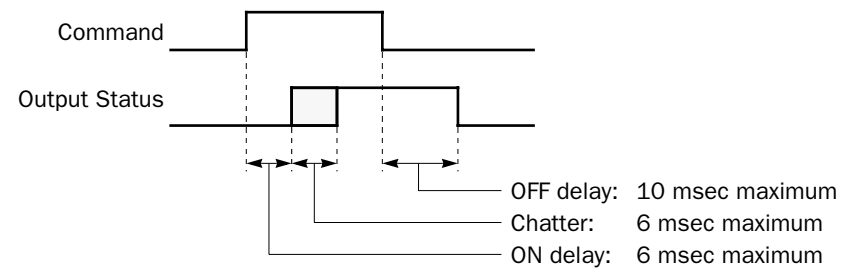 Command
Output Status
OFF delay: 10 msec maximum
Chatter: 6 msec maximum
ON delay: 6 msec maximum